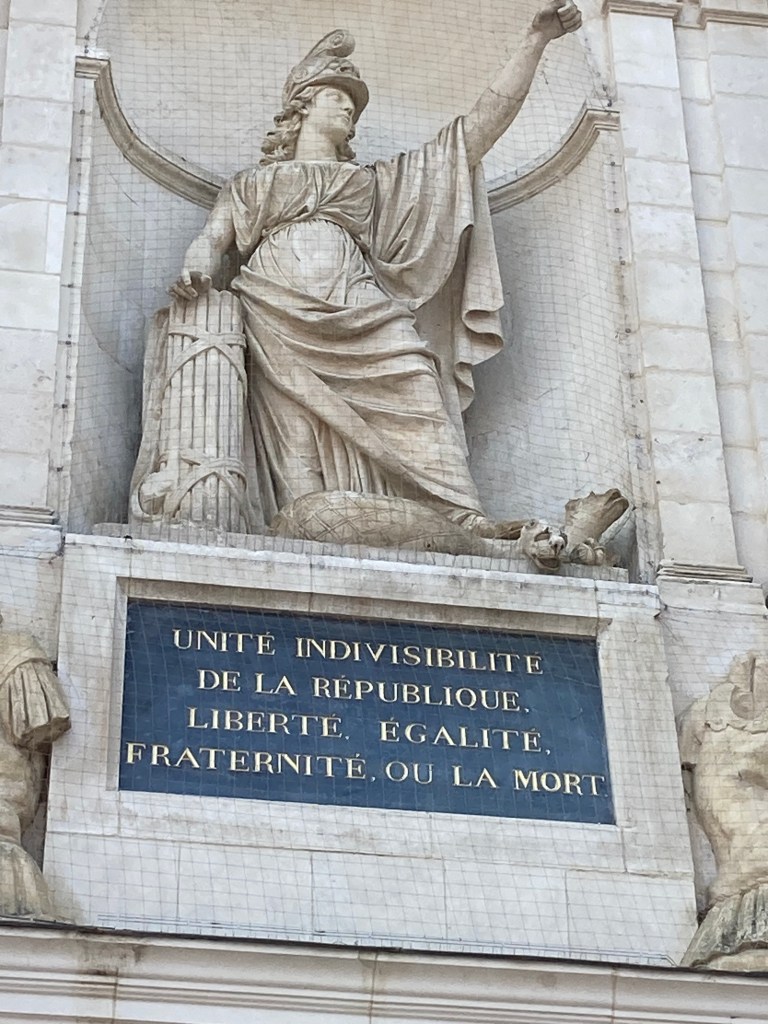 UNITÉ INDIVISIBILITÉ
DE LA RÉPUBLIQUE.
LIBERTÉ. ÉGALITÉ,
FRATERNITÉ, OU LA MORT.